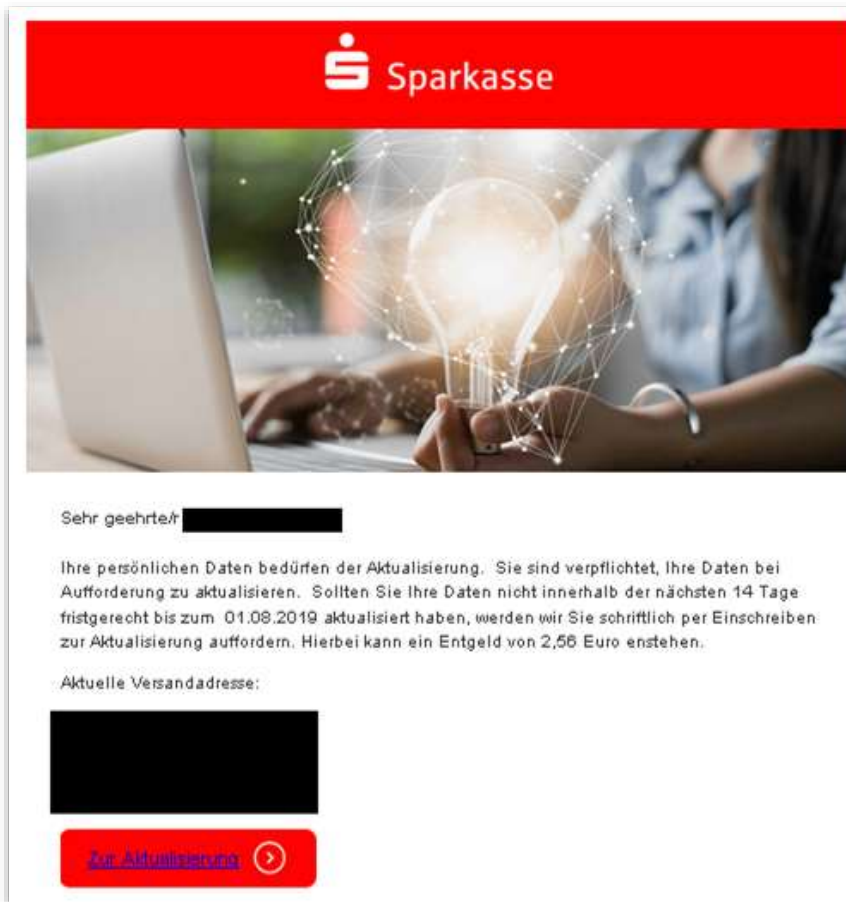 Sparkasse
Sehr geehrte/r
Ihre persönlichen Daten bedürfen der Aktualisierung.  Sie sind verpflichtet, Ihre Daten bei
Aufforderung zu aktualisieren.  Sollten Sie Ihre Daten nicht innerhalb der nächsten 14 Tage
fristgerecht bis zum  01.08.2019 aktualisiert haben, werden wir Sie schriftlich per Einschreiben
zur Aktualisierung auffordern. Hierbei kann ein Entgeld von 2,56 Euro enstehen.
Aktuelle Versandadresse:
Zur Aktualisierung